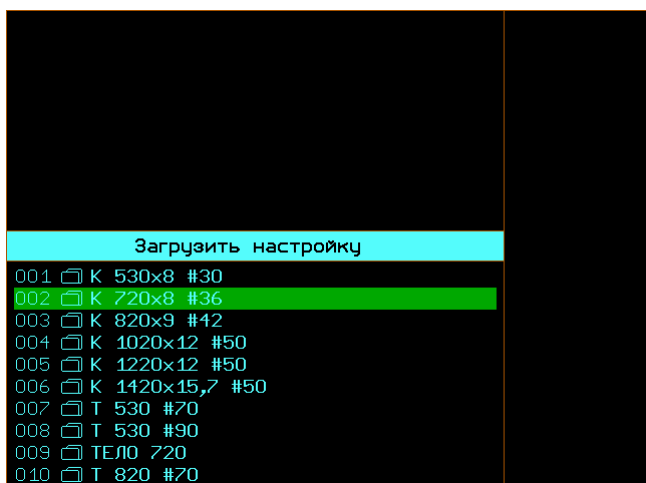 Загрузить настройку
001 К 530x8 #30
002 К 720x8 #36
003 К 820x9 #42
004 К 1020x12 #50
005 К 1220x12 #50
006 К 1420x15,7 #50
007 Т 530 #70
008 Т 530 #90
009 ТЕЛО 720
010 Т 820 #70